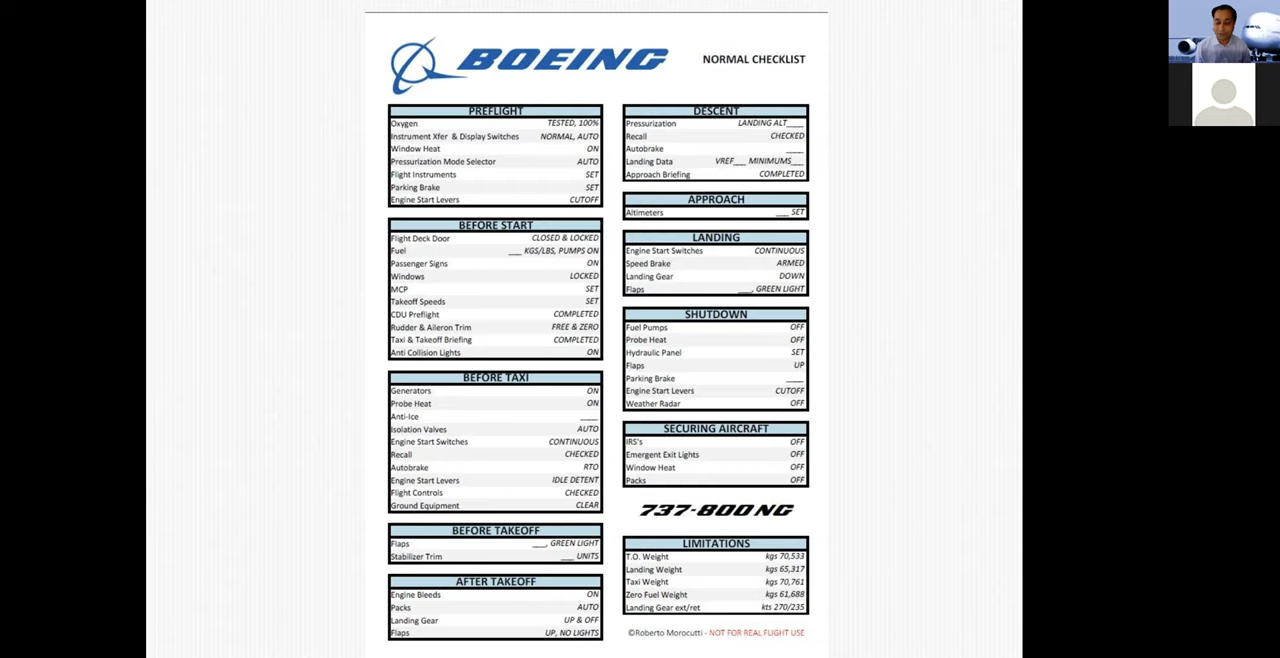 BOEING
NORMAL CHECKLIST
PREFLIGHT
Oxygen TESTED, 100%
Instrument Xfer & Display Switches NORMAL, AUTO
Window Heat ON
Pressurization Mode Selector AUTO
Flight Instruments SET
Parking Brake SET
Engine Start Levers CUTOFF
BEFORE START
Flight Deck Door CLOSED & LOCKED
Fuel ___ KGS/LBS, PUMPS ON
Passenger Signs ON
Windows LOCKED
MCP SET
Takeoff Speeds SET
CDU Preflight COMPLETED
Rudder & Aileron Trim FREE & ZERO
Taxi & Takeoff Briefing COMPLETED
Anti Collision Lights ON
BEFORE TAXI
Generators ON
Probe Heat ON
Anti-Ice ____
Isolation Valves AUTO
Engine Start Switches CONTINUOUS
Recall CHECKED
Autobrake RTO
Engine Start Levers IDLE DETENT
Flight Controls CHECKED
Ground Equipment CLEAR
BEFORE TAKEOFF
Flaps ___, GREEN LIGHT
Stabilizer Trim ___ UNITS
AFTER TAKEOFF
Engine Bleeds ON
Packs AUTO
Landing Gear UP & OFF
Flaps UP, NO LIGHTS
DESCENT
Pressurization LANDING ALT____
Recall CHECKED
Autobrake ____
Landing Data VREF___ MINIMUMS___
Approach Briefing COMPLETED
APPROACH
Altimeters ___ SET
LANDING
Engine Start Switches CONTINUOUS
Speed Brake ARMED
Landing Gear DOWN
Flaps ___, GREEN LIGHT
SHUTDOWN
Fuel Pumps OFF
Probe Heat OFF
Hydraulic Panel SET
Flaps UP
Parking Brake ____
Engine Start Levers CUTOFF
Weather Radar OFF
SECURING AIRCRAFT
IRS's OFF
Emergent Exit Lights OFF
Window Heat OFF
Packs OFF
737-800 NG
LIMITATIONS
T.O. Weight kgs 70,533
Landing Weight kgs 65,317
Taxi Weight kgs 70,761
Zero Fuel Weight kgs 61,688
Landing Gear ext/ret kts 270/235
©Roberto Morocutti - NOT FOR REAL FLIGHT USE